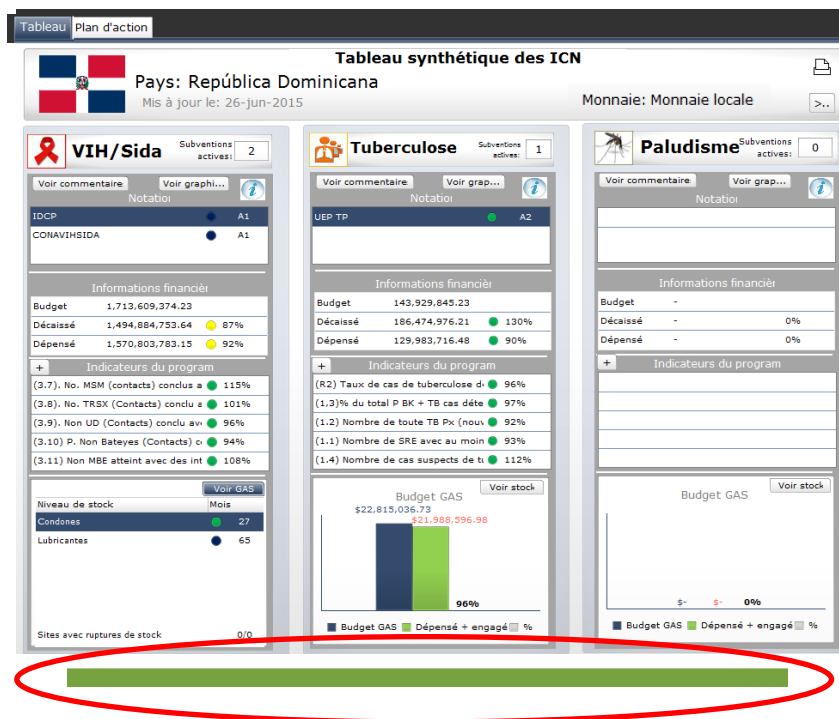 Tableau Plan d'action
Tableau synthétique des ICN
Pays: República Dominicana
Mis à jour le: 26-jun-2015
Monnaie: Monnaie locale
>..
VIH/Sida
Subventions
actives: 2
Voir commentaire Voir graphi...
Notation
IDCP A1
CONAVIHSIDA A1
Informations financièr
Budget 1,713,609,374.23
Décaissé 1,494,884,753.64 87%
Dépensé 1,570,803,783.15 92%
+ Indicateurs du program
(3.7). No. MSM (contacts) conclus a 115%
(3.8). No. TRSX (Contacts) conclu a 101%
(3.9). Non UD (Contacts) conclu ave 96%
(3.10) P. Non Bateyes (Contacts) co 94%
(3.11) Non MBE atteint avec des int 108%
Voir GAS
Niveau de stock Mois
Condones 27
Lubricantes 65
Sites avec ruptures de stock 0/0
Tuberculose
Subventions
actives: 1
Voir commentaire Voir grap...
Notation
UEP TP A2
Informations financièr
Budget 143,929,845.23
Décaissé 186,474,976.21 130%
Dépensé 129,983,716.48 90%
+ Indicateurs du program
(R2) Taux de cas de tuberculose de 96%
(1,3)% du total P BK + TB cas déte 97%
(1.2) Nombre de toute TB Px (nouv 92%
(1.1) Nombre de SRE avec au moin 93%
(1.4) Nombre de cas suspects de tu 112%
Voir stock
Budget GAS
$22,815,036.73
$21,988,596.98
96%
Budget GAS Dépensé + engagé %
Paludisme
Subventions
actives: 0
Voir commentaire Voir grap...
Notation
Informations financièr
Budget -
Décaissé - 0%
Dépensé - 0%
+ Indicateurs du program
Voir stock
Budget GAS
$- $- 0%
Budget GAS Dépensé + engagé %